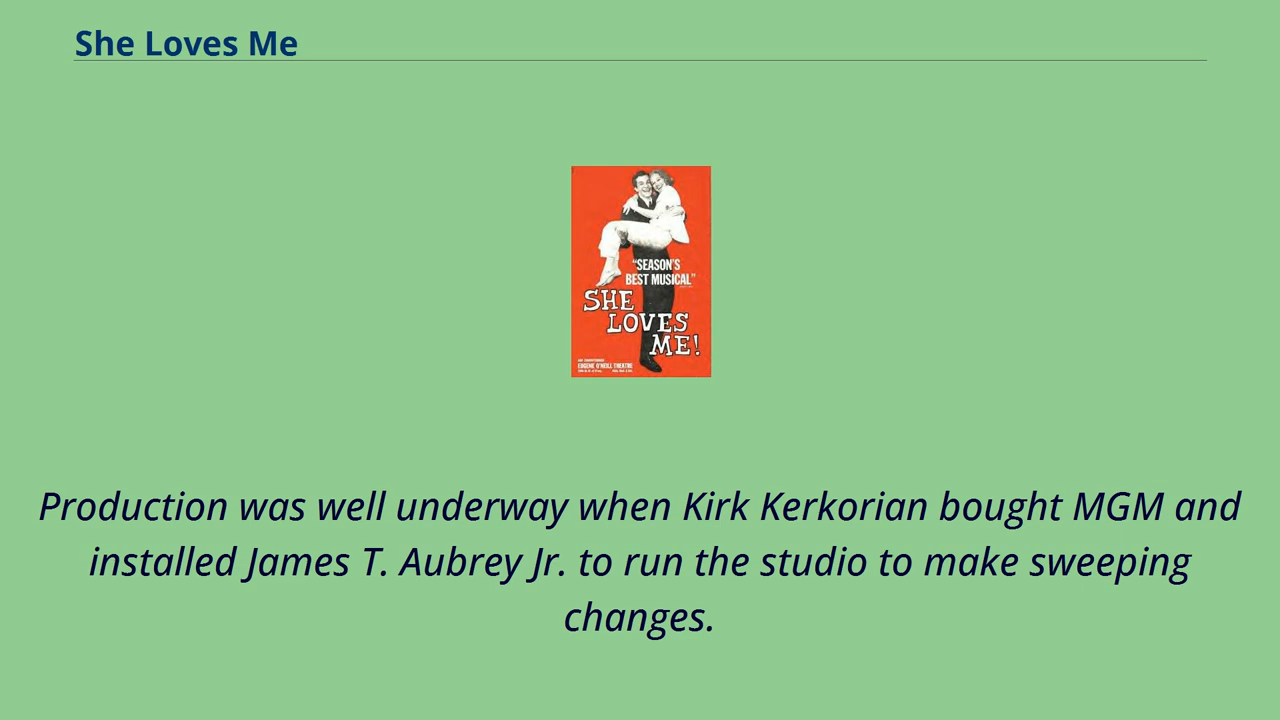 She Loves Me
"SEASON'S
BEST MUSICAL"
SHE
LOVES
ME!
EUGENE O'NEILL THEATRE
Production was well underway when Kirk Kerkorian bought MGM and
installed James T. Aubrey Jr. to run the studio to make sweeping
changes.